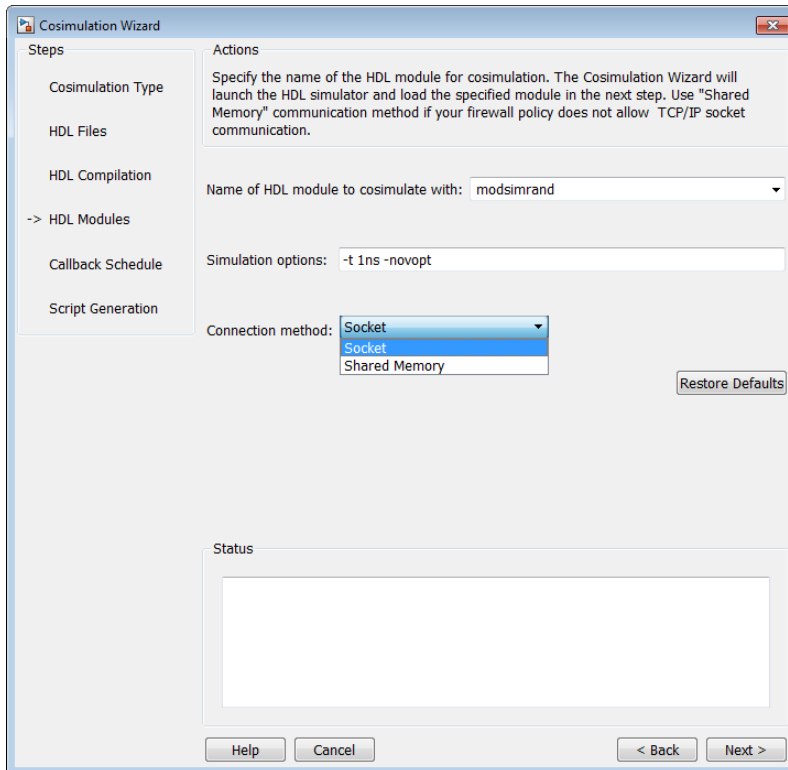 Cosimulation Wizard
Steps
Cosimulation Type
HDL Files
HDL Compilation
-> HDL Modules
Callback Schedule
Script Generation
Actions
Specify the name of the HDL module for cosimulation. The Cosimulation Wizard will
launch the HDL simulator and load the specified module in the next step. Use "Shared
Memory" communication method if your firewall policy does not allow TCP/IP socket
communication.
Name of HDL module to cosimulate with: modsimrand
Simulation options: -t 1ns -novopt
Connection method: Socket
Socket
Shared Memory
Restore Defaults
Status
Help Cancel < Back Next >